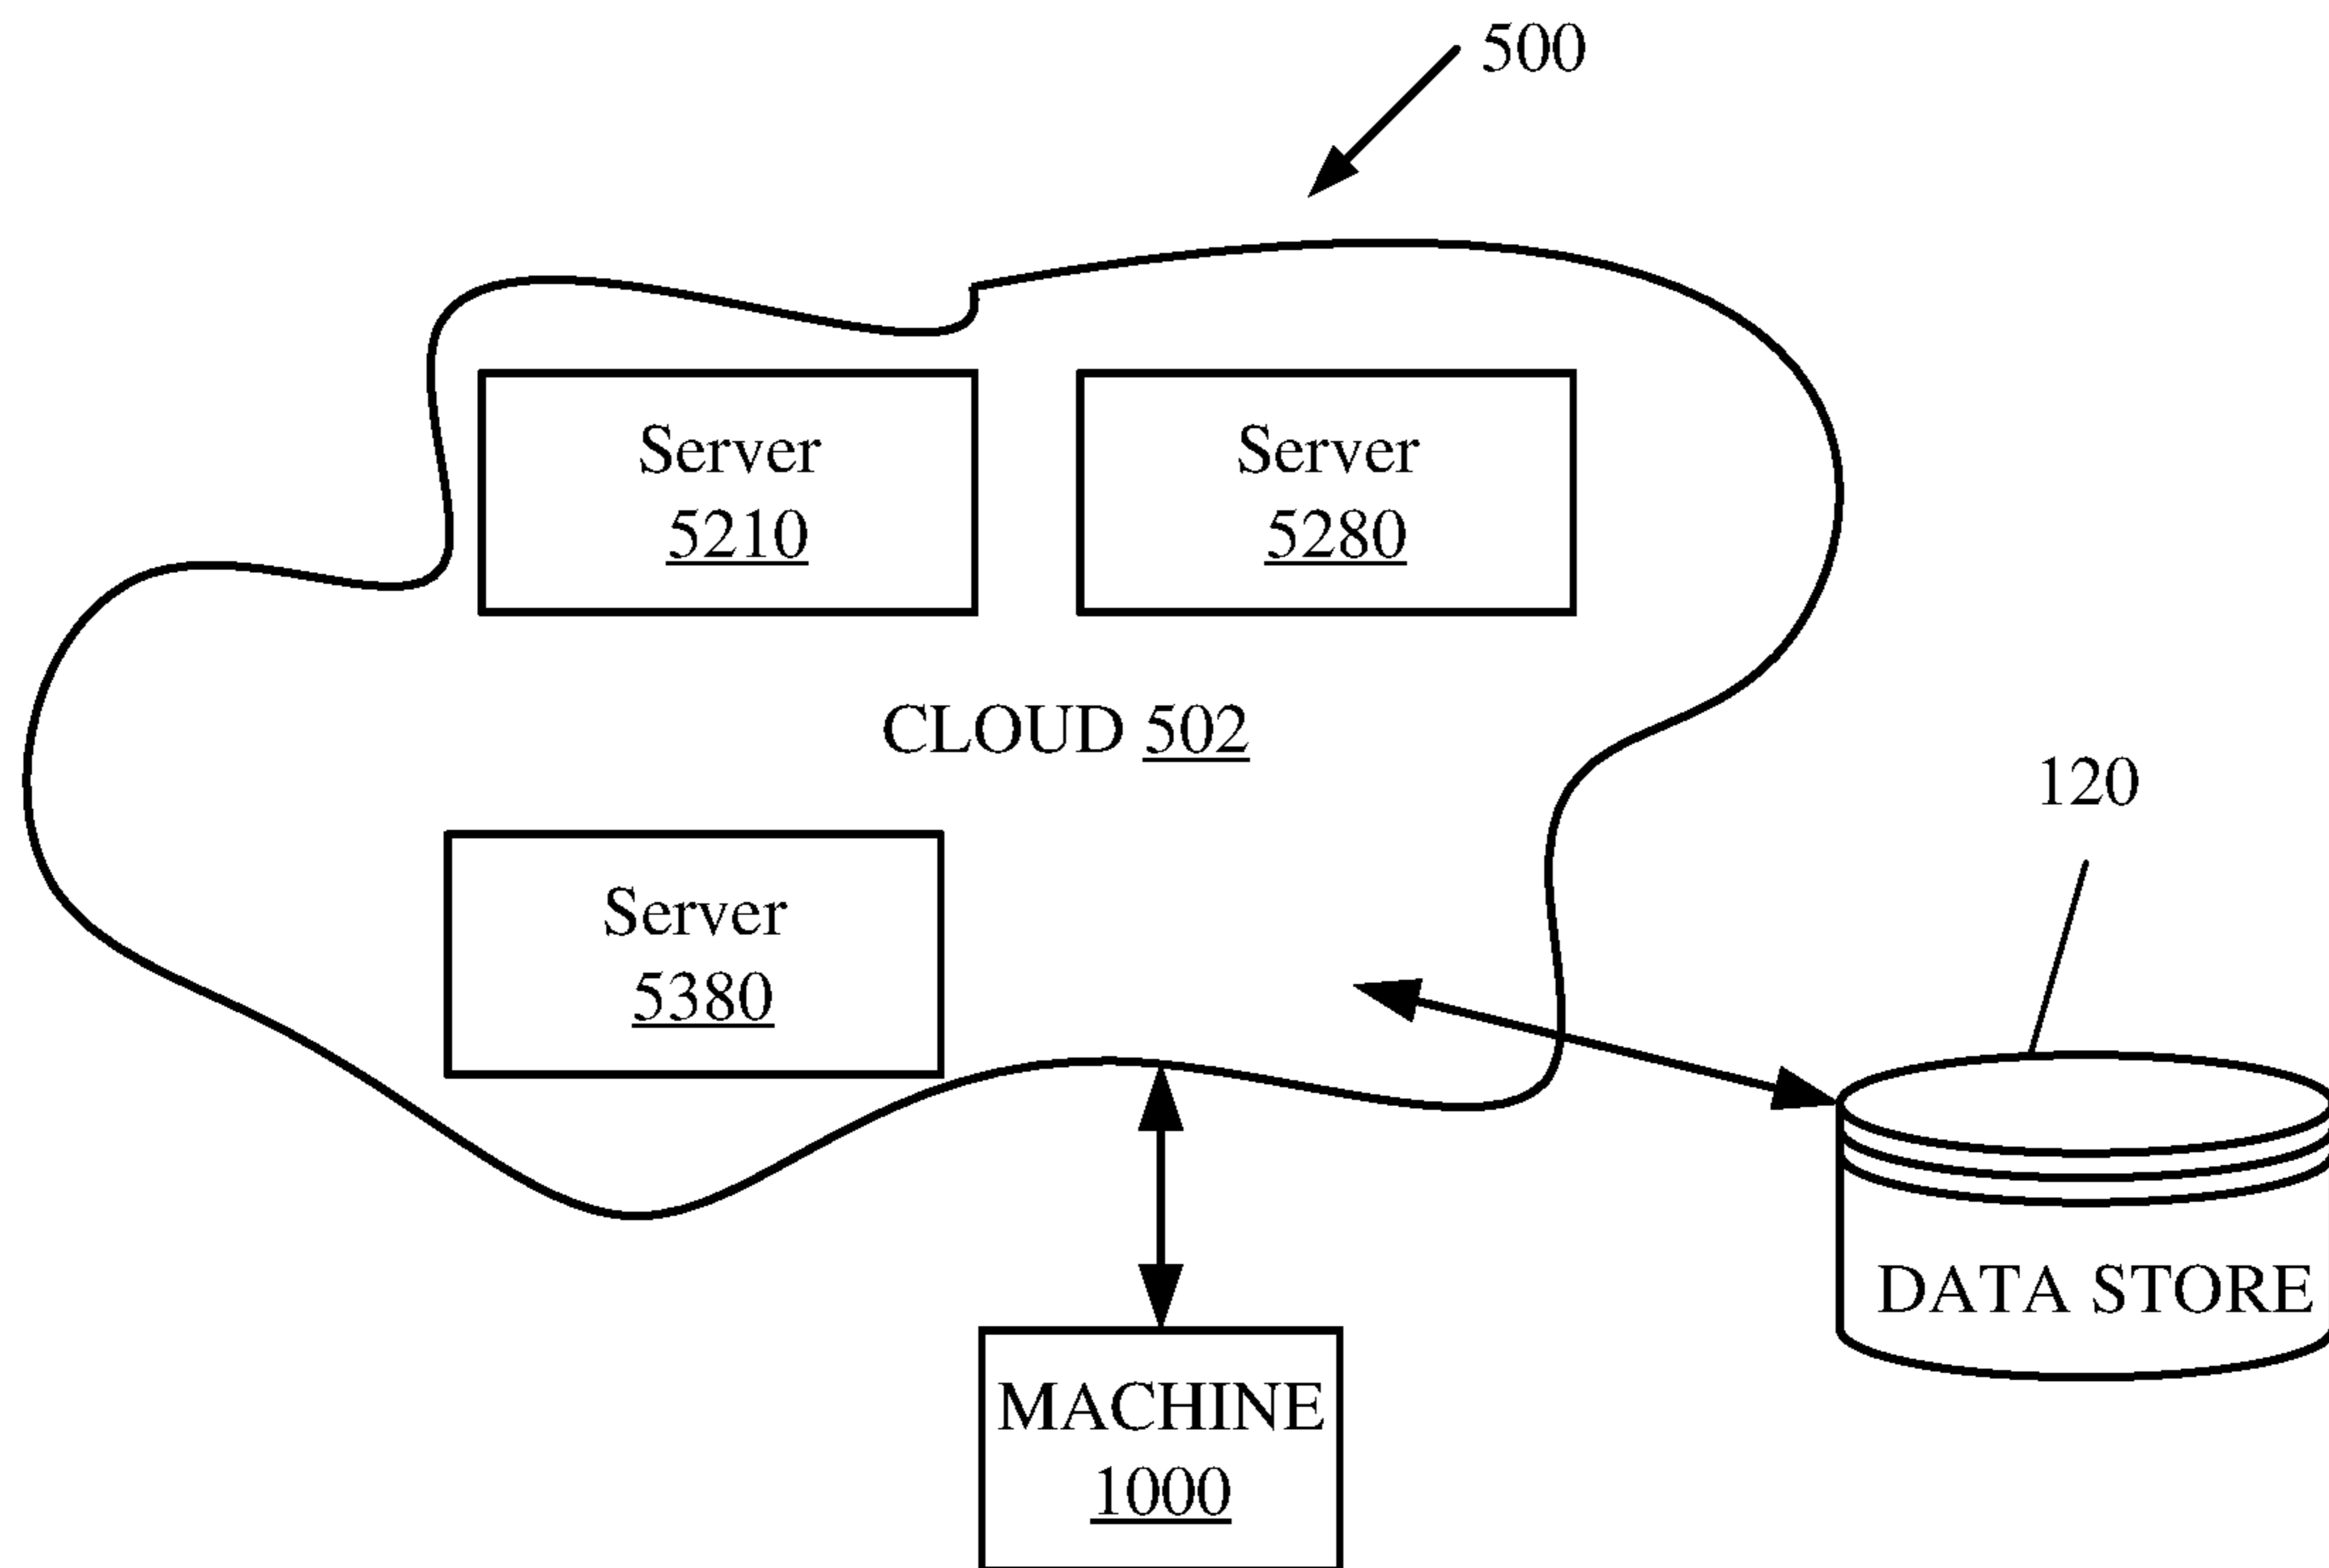 500
Server
5210
Server
5280
CLOUD 502
120
Server
5380
DATA STORE
MACHINE
1000